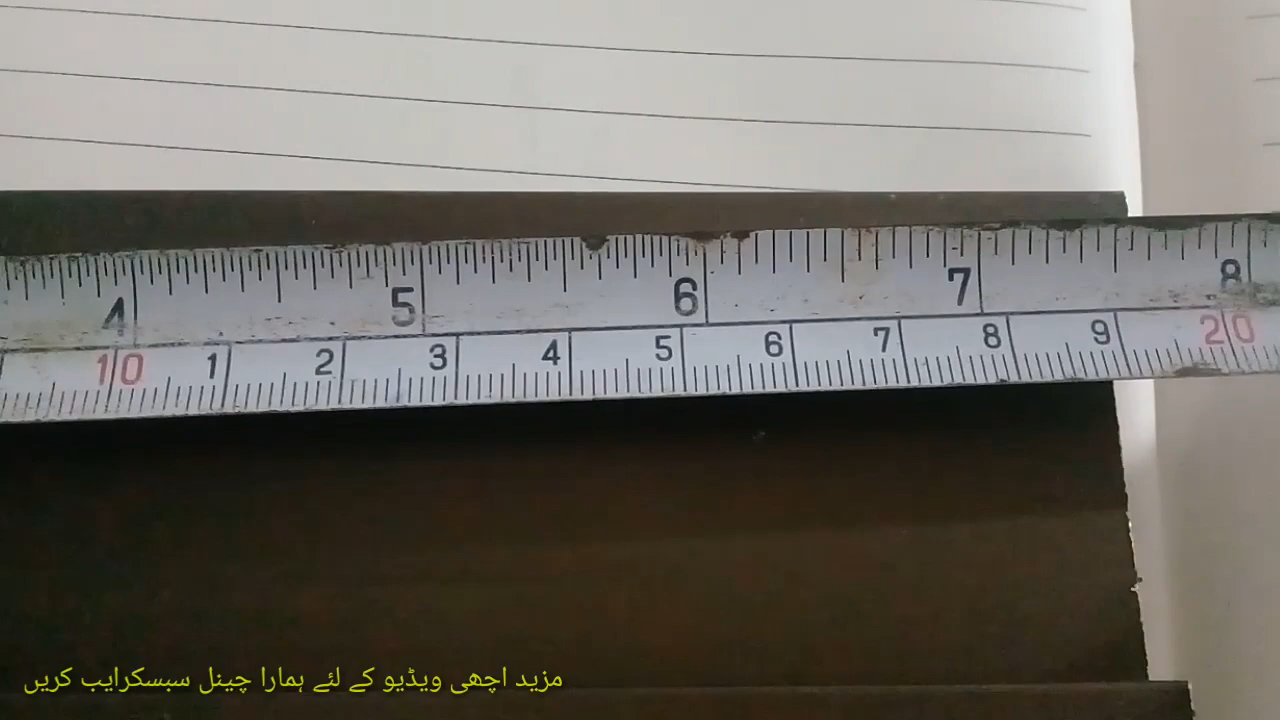 4 5 6 7 8
10 1 2 3 4 5 6 7 8 9 20
مزید اچھی ویڈیو کے لئے ہمارا چینل سبسکرایب کریں